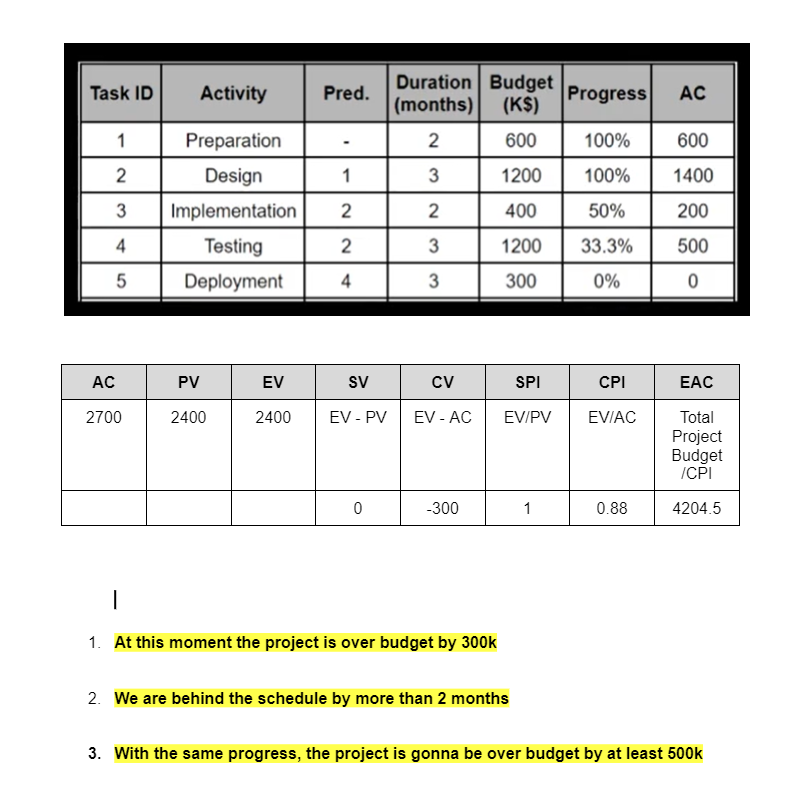 Task ID Activity Pred. Duration (months) Budget (K$) Progress AC
1 Preparation - 2 600 100% 600
2 Design 1 3 1200 100% 1400
3 Implementation 2 2 400 50% 200
4 Testing 2 3 1200 33.3% 500
5 Deployment 4 3 300 0% 0
AC PV EV SV CV SPI CPI EAC
2700 2400 2400 EV - PV EV - AC EV/PV EV/AC Total Project Budget /CPI
0 -300 1 0.88 4204.5
1. At this moment the project is over budget by 300k
2. We are behind the schedule by more than 2 months
3. With the same progress, the project is gonna be over budget by at least 500k